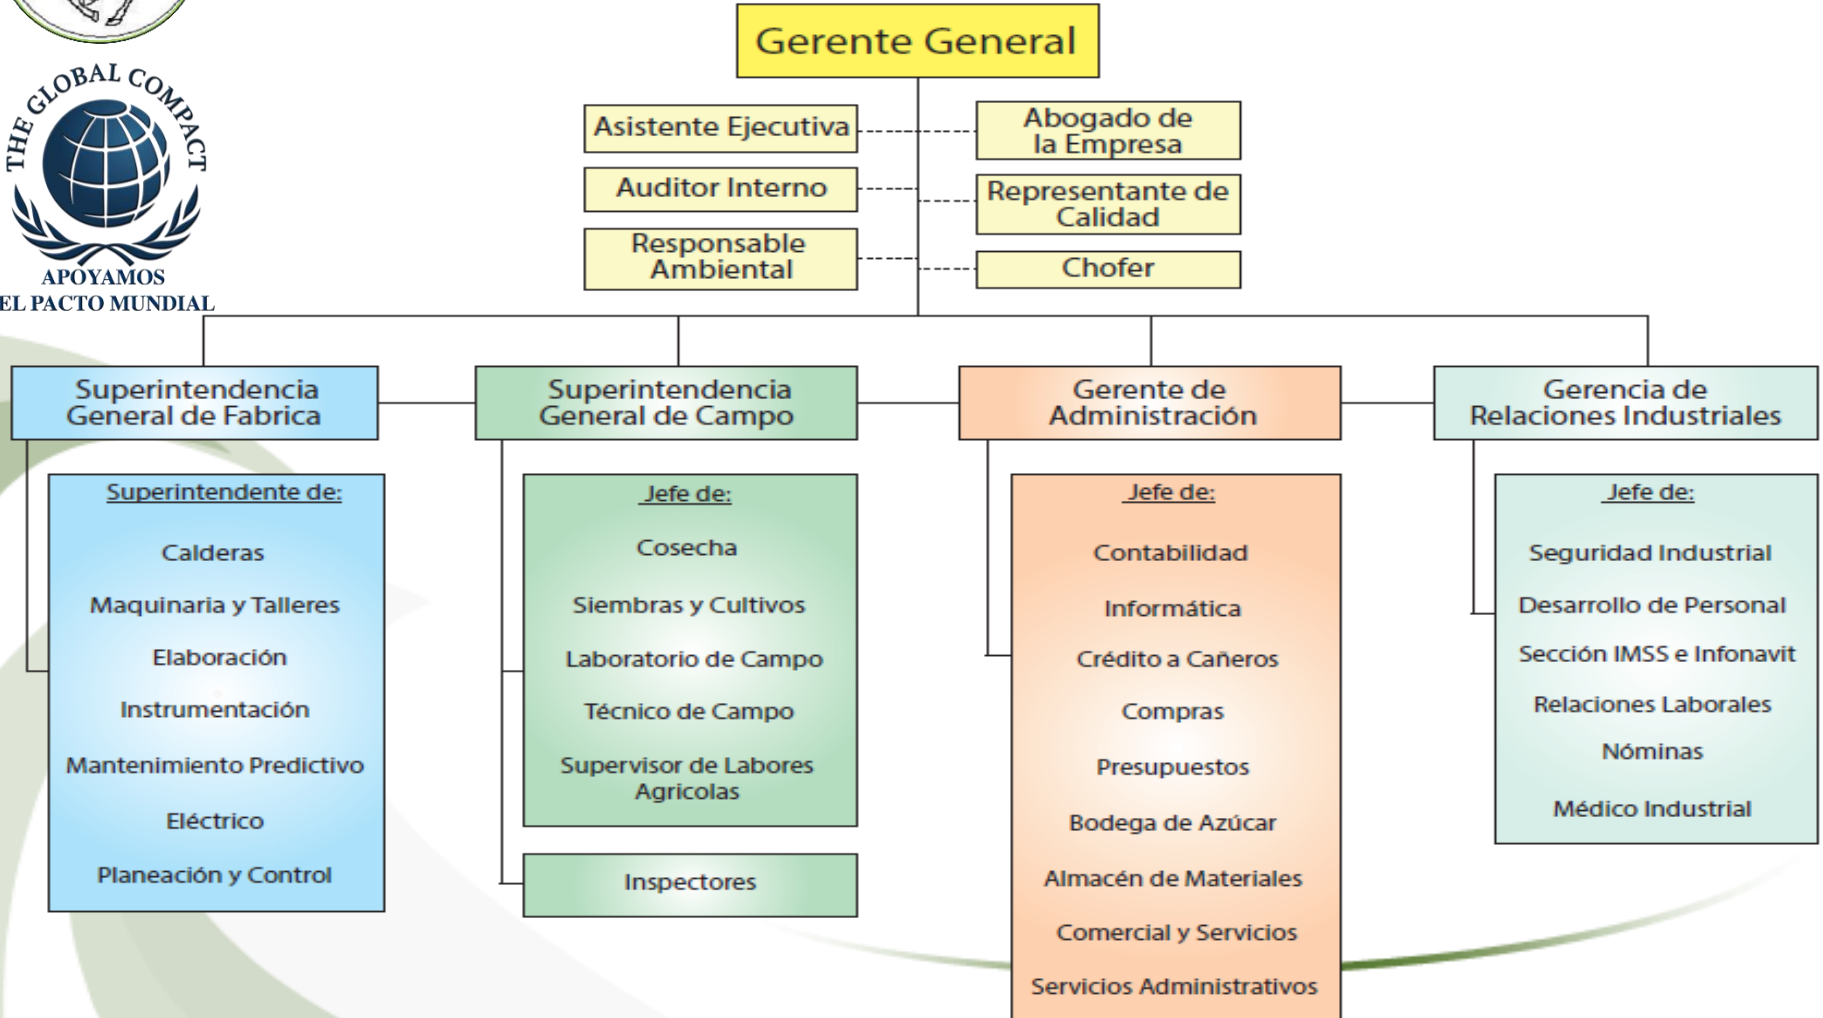 Gerente General
THE GLOBAL COMPACT
APOYAMOS
EL PACTO MUNDIAL
Asistente Ejecutiva
Abogado de
la Empresa
Auditor Interno
Representante de
Calidad
Responsable
Ambiental
Chofer
Superintendencia
General de Fabrica
Superintendente de:
Calderas
Maquinaria y Talleres
Elaboración
Instrumentación
Mantenimiento Predictivo
Eléctrico
Planeación y Control
Superintendencia
General de Campo
Jefe de:
Cosecha
Siembras y Cultivos
Laboratorio de Campo
Técnico de Campo
Supervisor de Labores
Agricolas
Inspectores
Gerente de
Administración
Jefe de:
Contabilidad
Informática
Crédito a Cañeros
Compras
Presupuestos
Bodega de Azúcar
Almacén de Materiales
Comercial y Servicios
Servicios Administrativos
Gerencia de
Relaciones Industriales
Jefe de:
Seguridad Industrial
Desarrollo de Personal
Sección IMSS e Infonavit
Relaciones Laborales
Nóminas
Médico Industrial